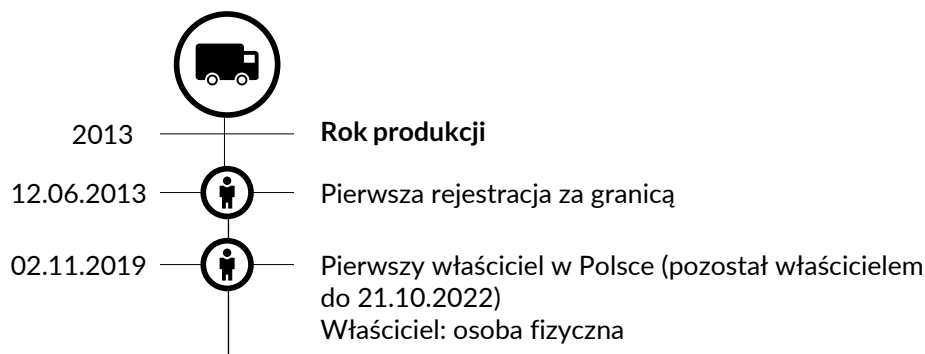 2013 Rok produkcji
12.06.2013 Pierwsza rejestracja za granicą
02.11.2019 Pierwszy właściciel w Polsce (pozostał właścicielem
do 21.10.2022)
Właściciel: osoba fizyczna